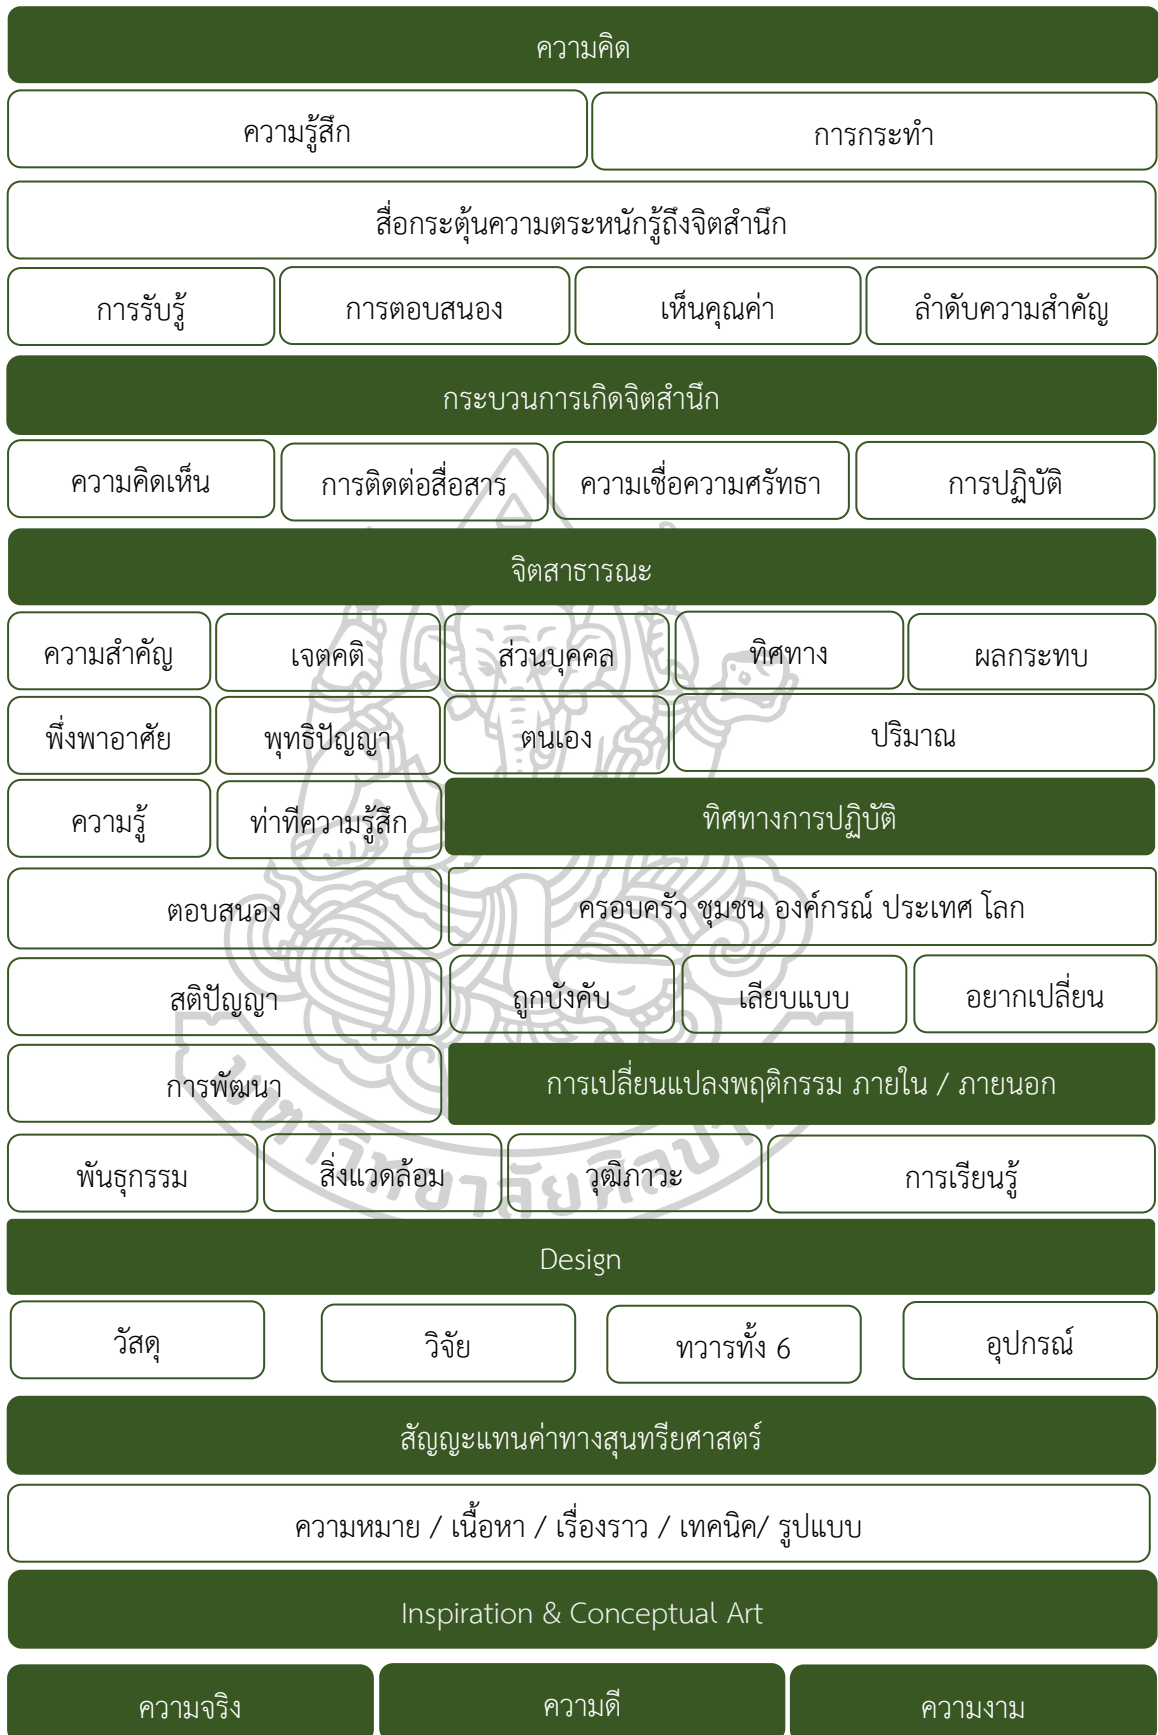 ความคิด
ความรู้สึก
การกระทำ
สื่อกระตุ้นความตระหนักรู้ถึงจิตสำนึก
การรับรู้
การตอบสนอง
เห็นคุณค่า
ลำดับความสำคัญ
กระบวนการเกิดจิตสำนึก
ความคิดเห็น
การติดต่อสื่อสาร
ความเชื่อความศรัทธา
การปฏิบัติ
จิตสาธารณะ
ความสำคัญ
เจตคติ
ส่วนบุคคล
ทิศทาง
ผลกระทบ
พึ่งพาอาศัย
พุทธิปัญญา
ตนเอง
ปริมาณ
ความรู้
ท่าทีความรู้สึก
ทิศทางการปฏิบัติ
ตอบสนอง
ครอบครัว ชุมชน องค์กรณ์ ประเทศ โลก
สติปัญญา
ถูกบังคับ
เลียบแบบ
อยากเปลี่ยน
การพัฒนา
การเปลี่ยนแปลงพฤติกรรม ภายใน / ภายนอก
พันธุกรรม
สิ่งแวดล้อม
วุฒิภาวะ
การเรียนรู้
Design
วัสดุ
วิจัย
ทวารทั้ง 6
อุปกรณ์
สัญญะแทนค่าทางสุนทรียศาสตร์
ความหมาย / เนื้อหา / เรื่องราว / เทคนิค/ รูปแบบ
Inspiration & Conceptual Art
ความจริง
ความดี
ความงาม